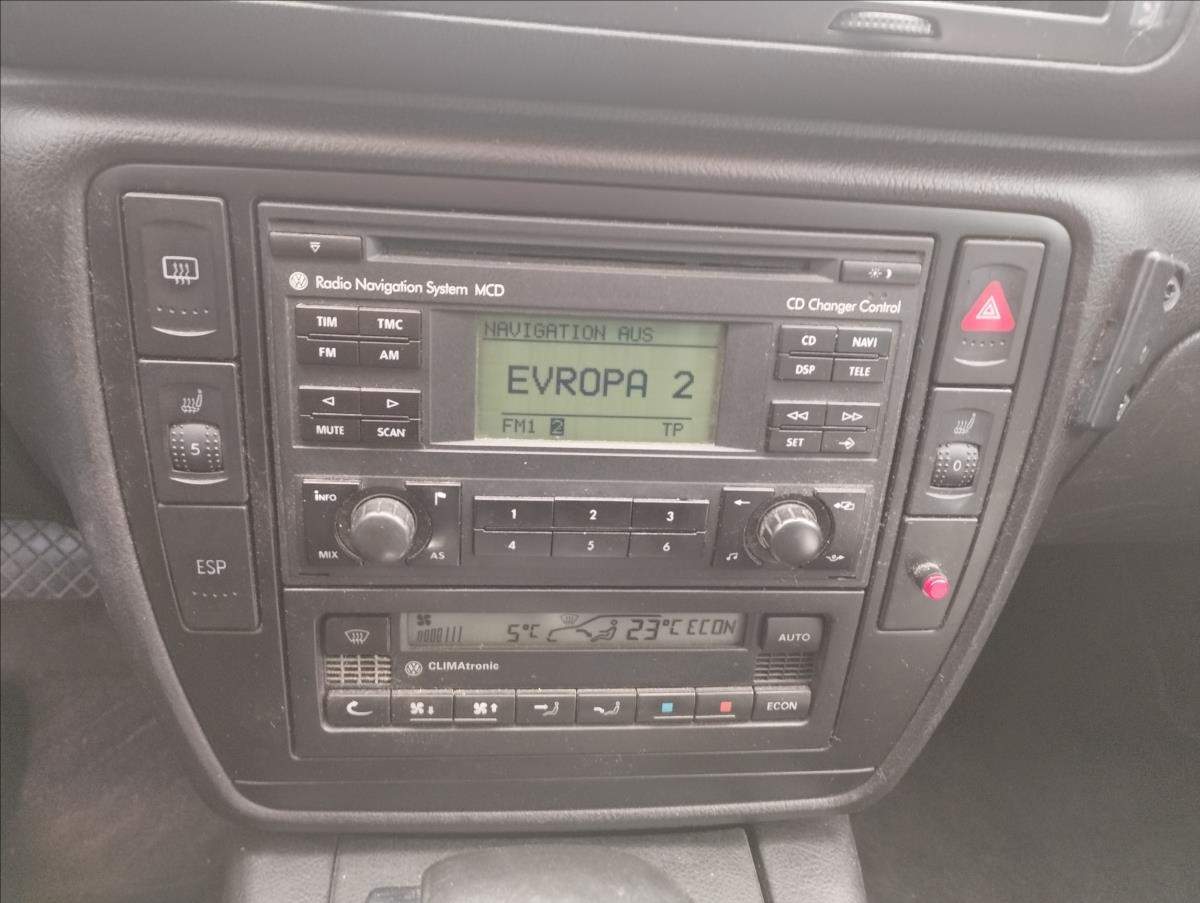 Radio Navigation System MCD
CD Changer Control
TIM TMC
FM AM
NAVIGATION AUS
EVROPA 2
FM1 2 TP
CD NAVI
DSP TELE
MUTE SCAN
SET
5
0
INFO
MIX AS
1 2 3
4 5 6
ESP
5°C 23°C ECON
AUTO
CLIMAtronic
ECON